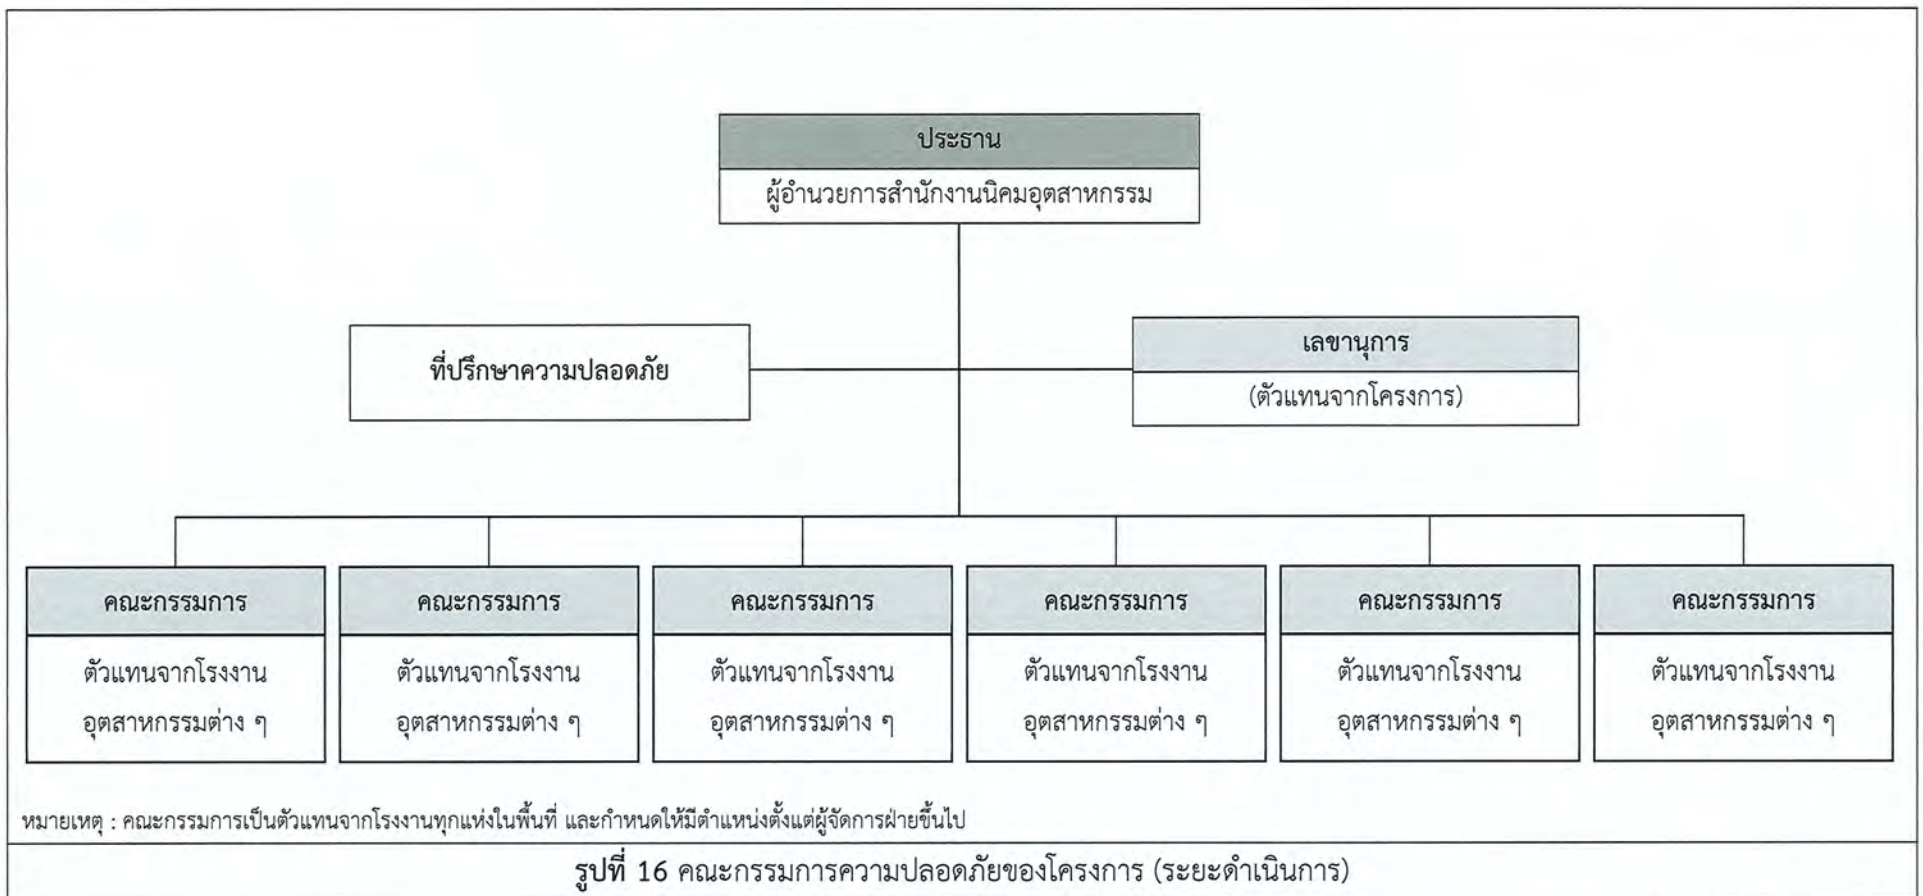 ประธาน
ผู้อำนวยการสำนักงานนิคมอุตสาหกรรม
ที่ปรึกษาความปลอดภัย
เลขานุการ
(ตัวแทนจากโครงการ)
คณะกรรมการ
ตัวแทนจากโรงงาน
อุตสาหกรรมต่าง ๆ
คณะกรรมการ
ตัวแทนจากโรงงาน
อุตสาหกรรมต่าง ๆ
คณะกรรมการ
ตัวแทนจากโรงงาน
อุตสาหกรรมต่าง ๆ
คณะกรรมการ
ตัวแทนจากโรงงาน
อุตสาหกรรมต่าง ๆ
คณะกรรมการ
ตัวแทนจากโรงงาน
อุตสาหกรรมต่าง ๆ
คณะกรรมการ
ตัวแทนจากโรงงาน
อุตสาหกรรมต่าง ๆ
หมายเหตุ : คณะกรรมการเป็นตัวแทนจากโรงงานทุกแห่งในพื้นที่ และกำหนดให้มีตำแหน่งตั้งแต่ผู้จัดการฝ่ายขึ้นไป
รูปที่ 16 คณะกรรมการความปลอดภัยของโครงการ (ระยะดำเนินการ)